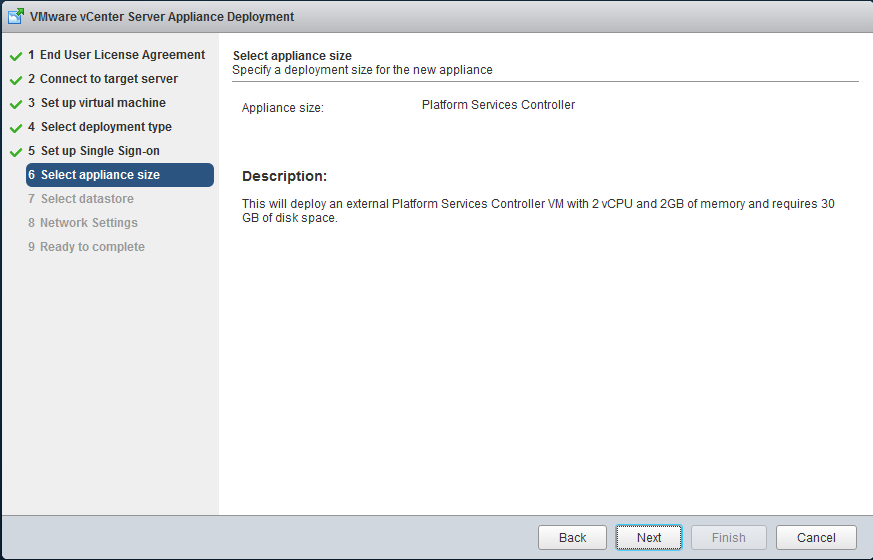 VMware vCenter Server Appliance Deployment
1 End User License Agreement
2 Connect to target server
3 Set up virtual machine
4 Select deployment type
5 Set up Single Sign-on
6 Select appliance size
7 Select datastore
8 Network Settings
9 Ready to complete
Select appliance size
Specify a deployment size for the new appliance
Appliance size: Platform Services Controller
Description:
This will deploy an external Platform Services Controller VM with 2 vCPU and 2GB of memory and requires 30
GB of disk space.
Back Next Finish Cancel